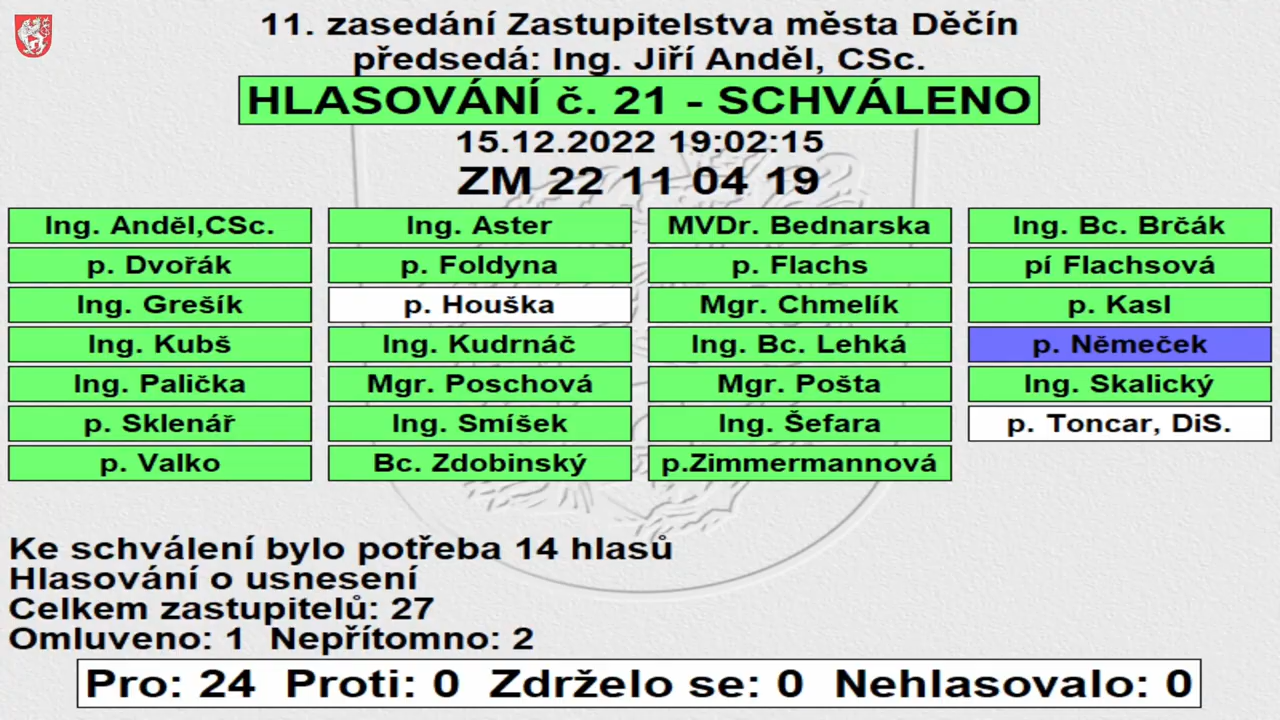 11. zasedání Zastupitelstva města Děčín
předsedá: Ing. Jiří Anděl, CSc.
HLASOVÁNÍ č. 21 - SCHVÁLENO
15.12.2022 19:02:15
ZM 22 11 04 19
Ing. Anděl,CSc. Ing. Aster MVDr. Bednarska Ing. Bc. Brčák
p. Dvořák p. Foldyna p. Flachs pí Flachsová
Ing. Grešík p. Houška Mgr. Chmelík p. Kasl
Ing. Kubš Ing. Kudrnáč Ing. Bc. Lehká p. Němeček
Ing. Palička Mgr. Poschová Mgr. Pošta Ing. Skalický
p. Sklenář Ing. Smíšek Ing. Šefara p. Toncar, DiS.
p. Valko Bc. Zdobinský p.Zimmermannová
Ke schválení bylo potřeba 14 hlasů
Hlasování o usnesení
Celkem zastupitelů: 27
Omluveno: 1 Nepřítomno: 2
Pro: 24 Proti: 0 Zdrželo se: 0 Nehlasovalo: 0